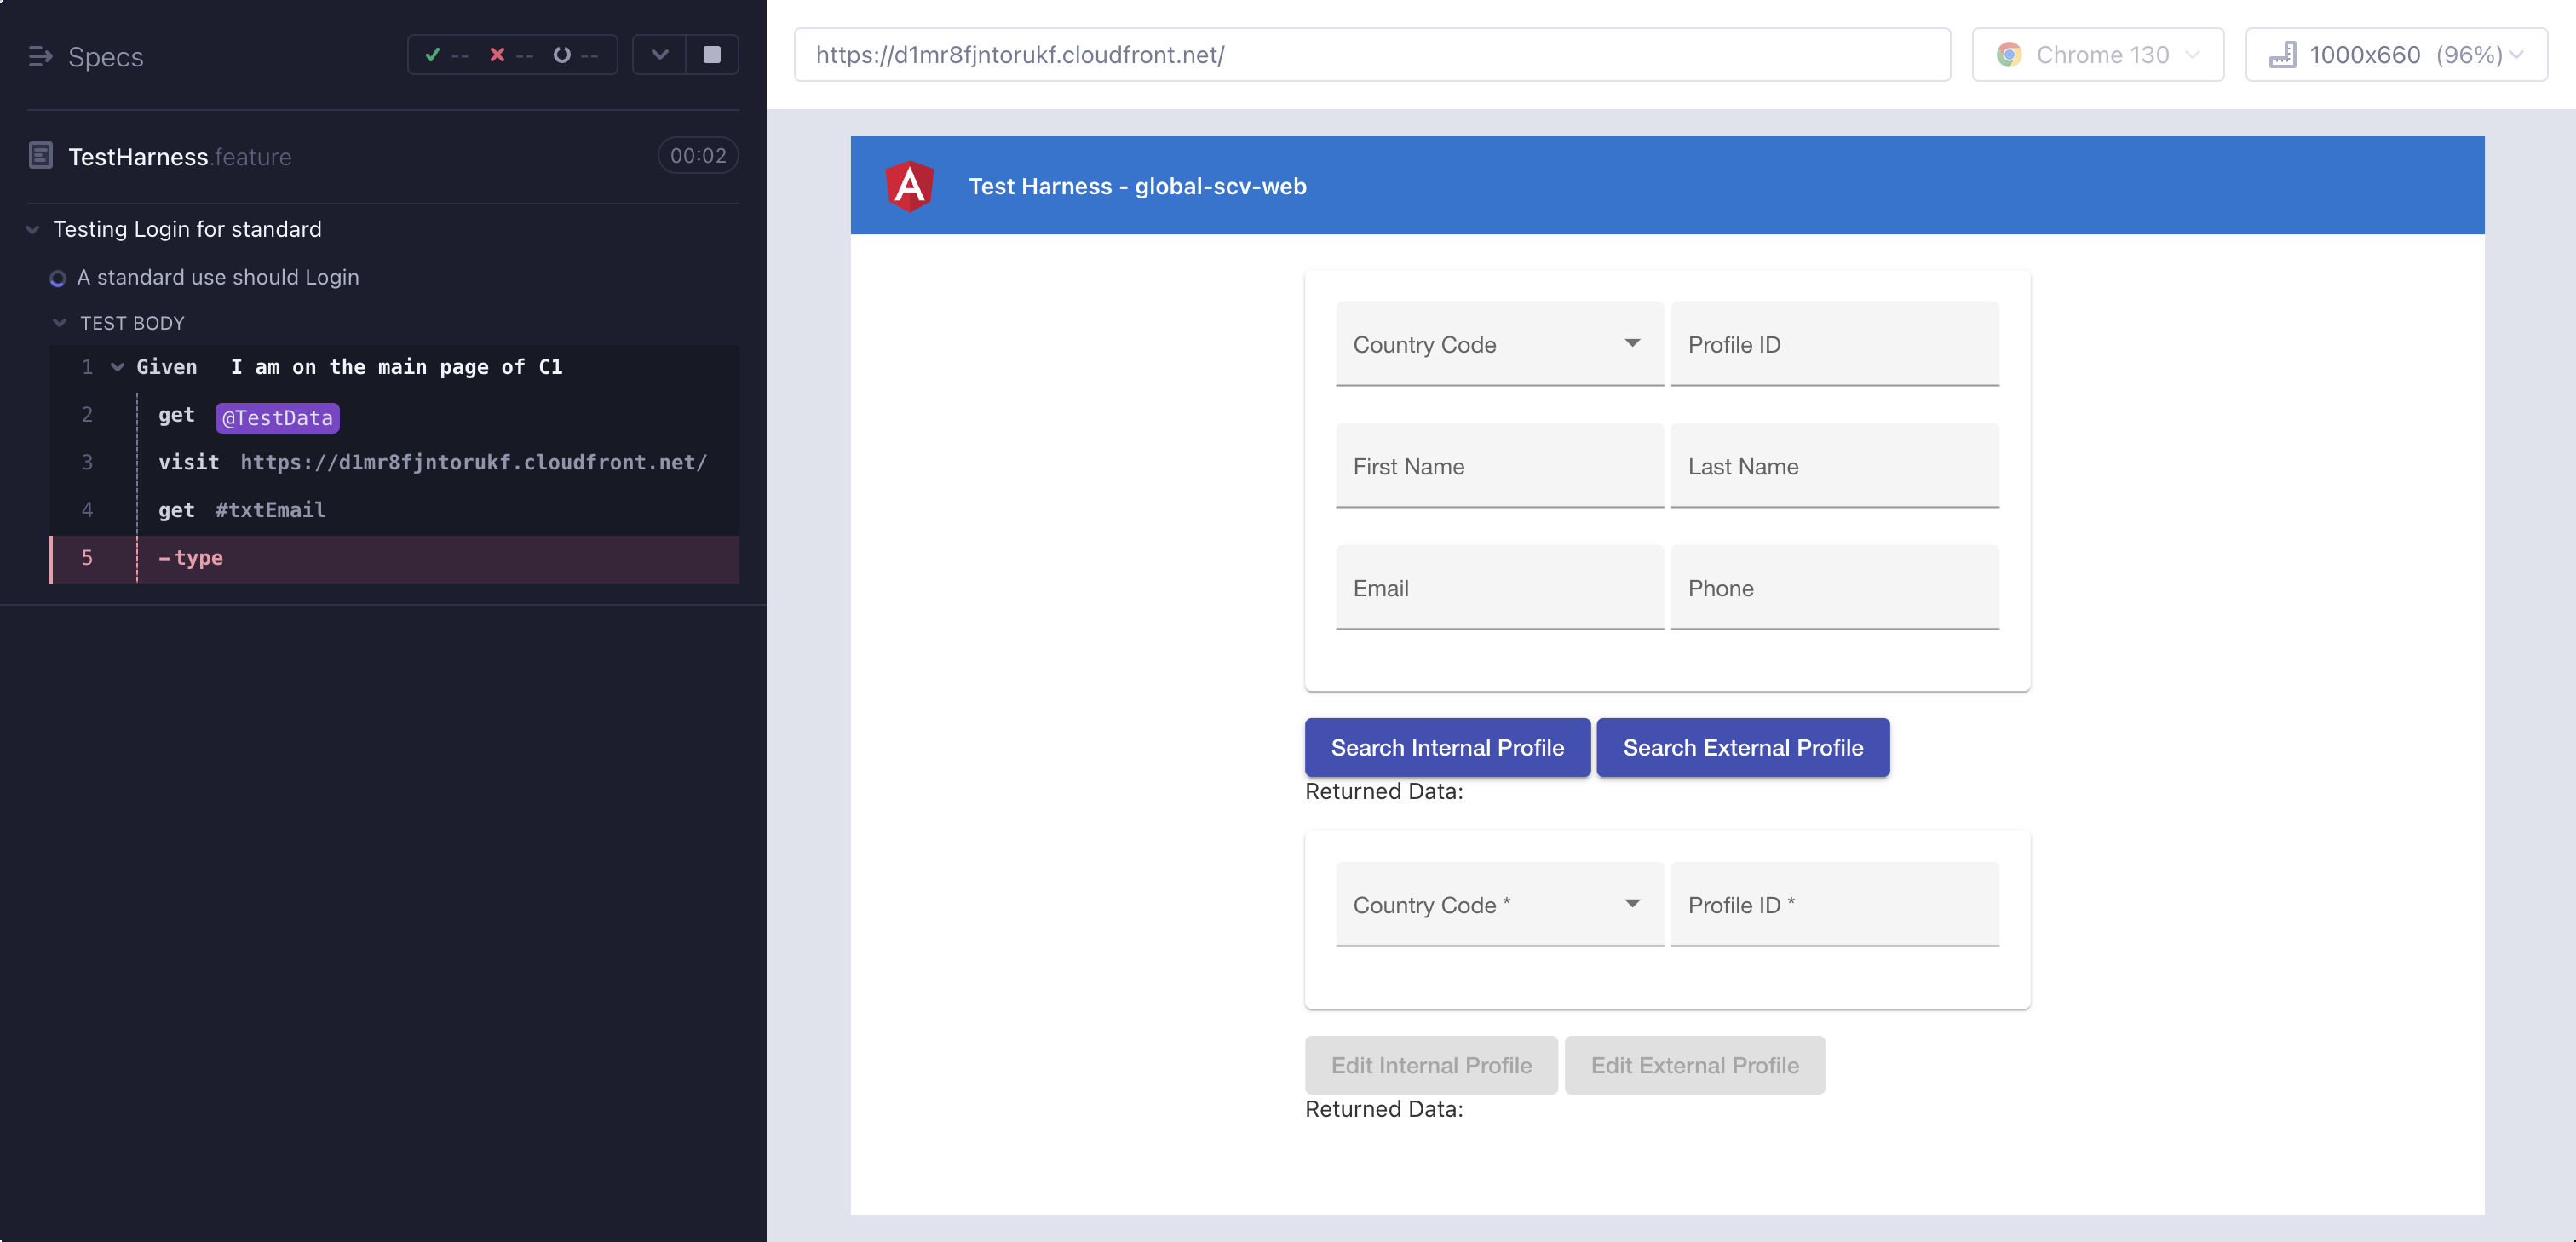 Specs
-- -- --
TestHarness.feature 00:02
Testing Login for standard
A standard use should Login
TEST BODY
1 Given I am on the main page of C1
2 get @TestData
3 visit https://d1mr8fjntorukf.cloudfront.net/
4 get #txtEmail
5 -type
https://d1mr8fjntorukf.cloudfront.net/ Chrome 130 1000x660 (96%)
A Test Harness - global-scv-web
Country Code Profile ID
First Name Last Name
Email Phone
Search Internal Profile Search External Profile
Returned Data:
Country Code * Profile ID *
Edit Internal Profile Edit External Profile
Returned Data: